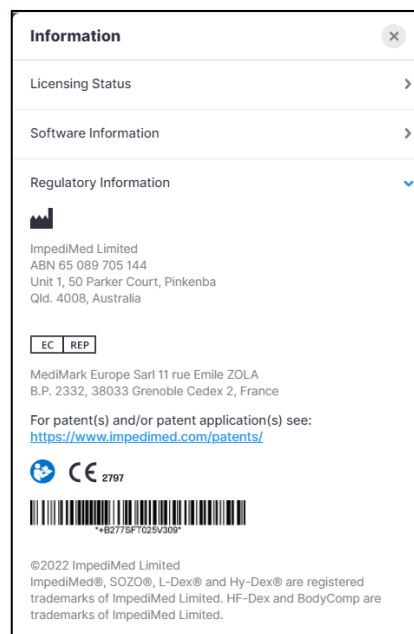 Information
Licensing Status
Software Information
Regulatory Information
ImpediMed Limited
ABN 65 089 705 144
Unit 1, 50 Parker Court, Pinkenba
Qld. 4008, Australia
EC REP
MediMark Europe Sarl 11 rue Emile ZOLA
B.P. 2332, 38033 Grenoble Cedex 2, France
For patent(s) and/or patent application(s) see:
https://www.impedimed.com/patents/
CE 2797
*+B277SFT025V309*
©2022 ImpediMed Limited
ImpediMed®, SOZO®, L-Dex® and Hy-Dex® are registered
trademarks of ImpediMed Limited. HF-Dex and BodyComp are
trademarks of ImpediMed Limited.